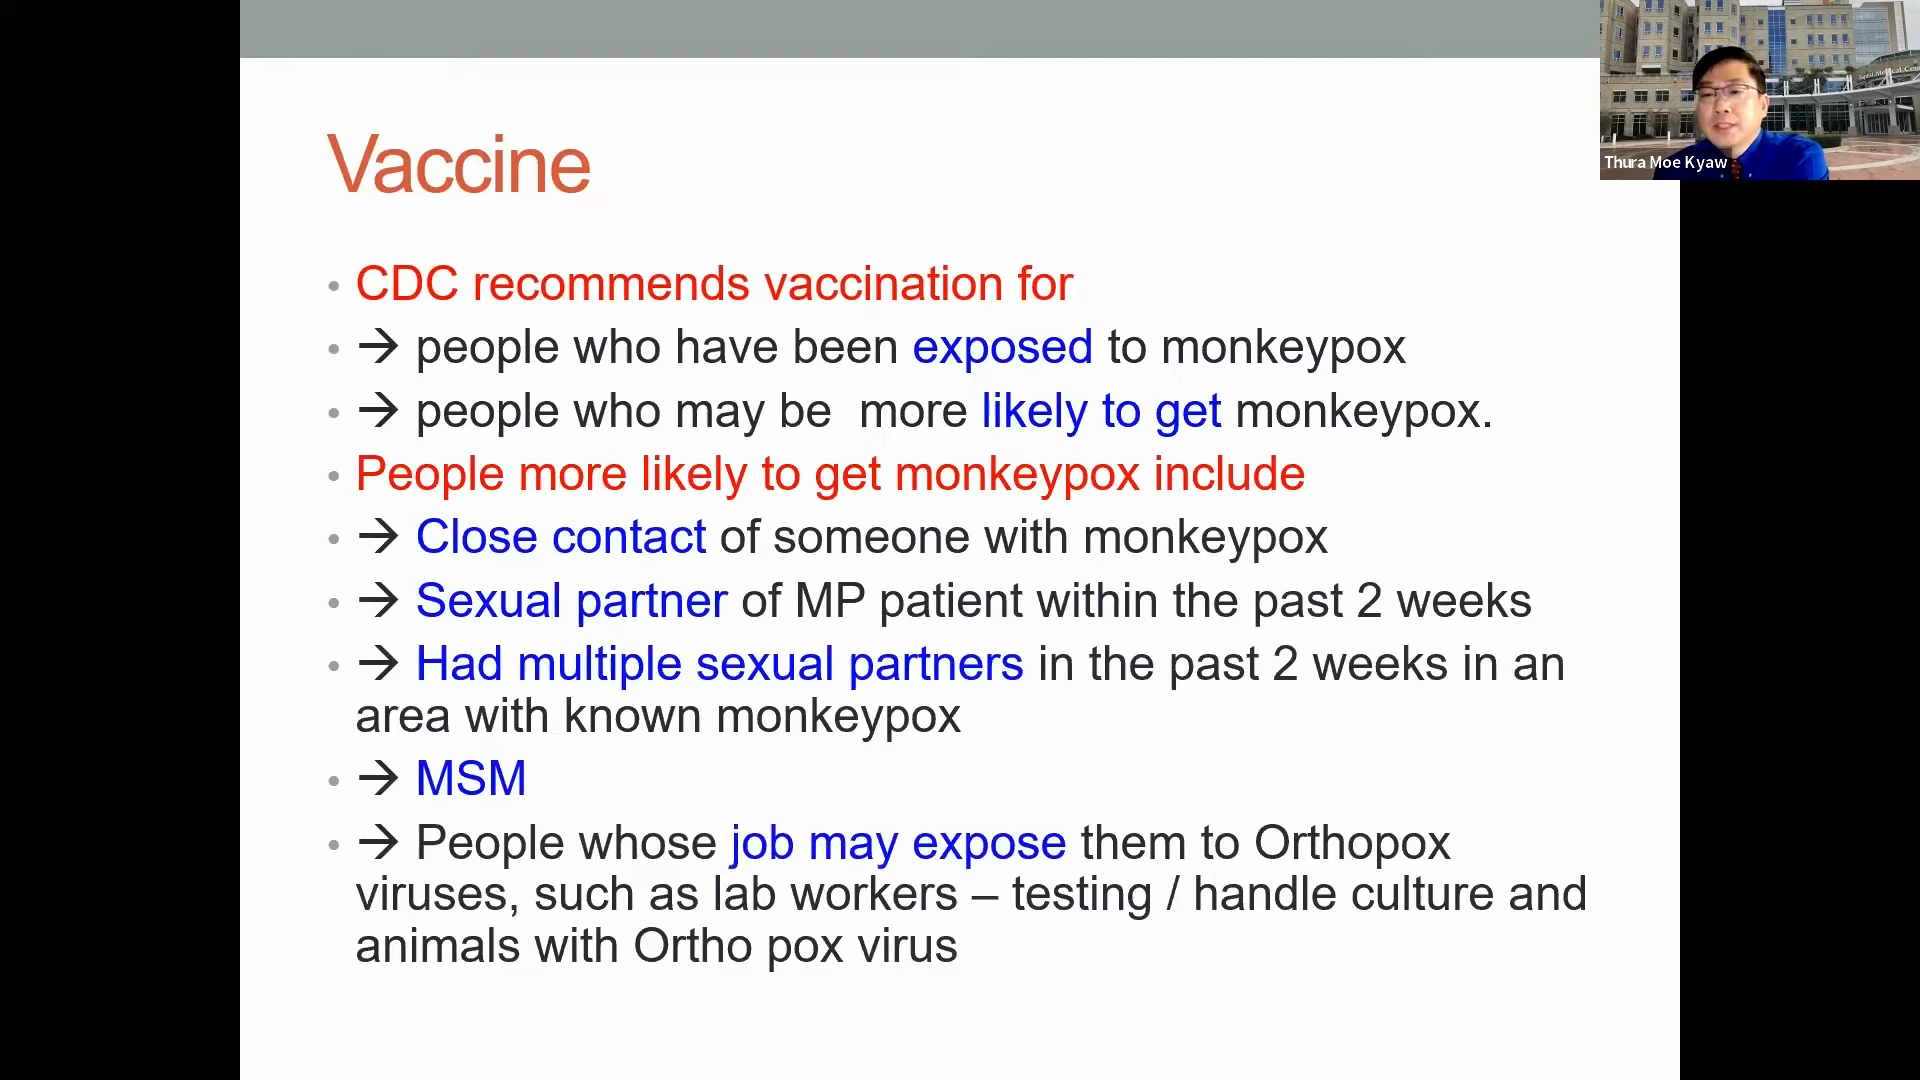 Vaccine
• CDC recommends vaccination for
• → people who have been exposed to monkeypox
• → people who may be  more likely to get monkeypox.
• People more likely to get monkeypox include
• → Close contact of someone with monkeypox
• → Sexual partner of MP patient within the past 2 weeks
• → Had multiple sexual partners in the past 2 weeks in an
area with known monkeypox
• → MSM
• → People whose job may expose them to Orthopox
viruses, such as lab workers – testing / handle culture and
animals with Ortho pox virus
Thura Moe Kyaw